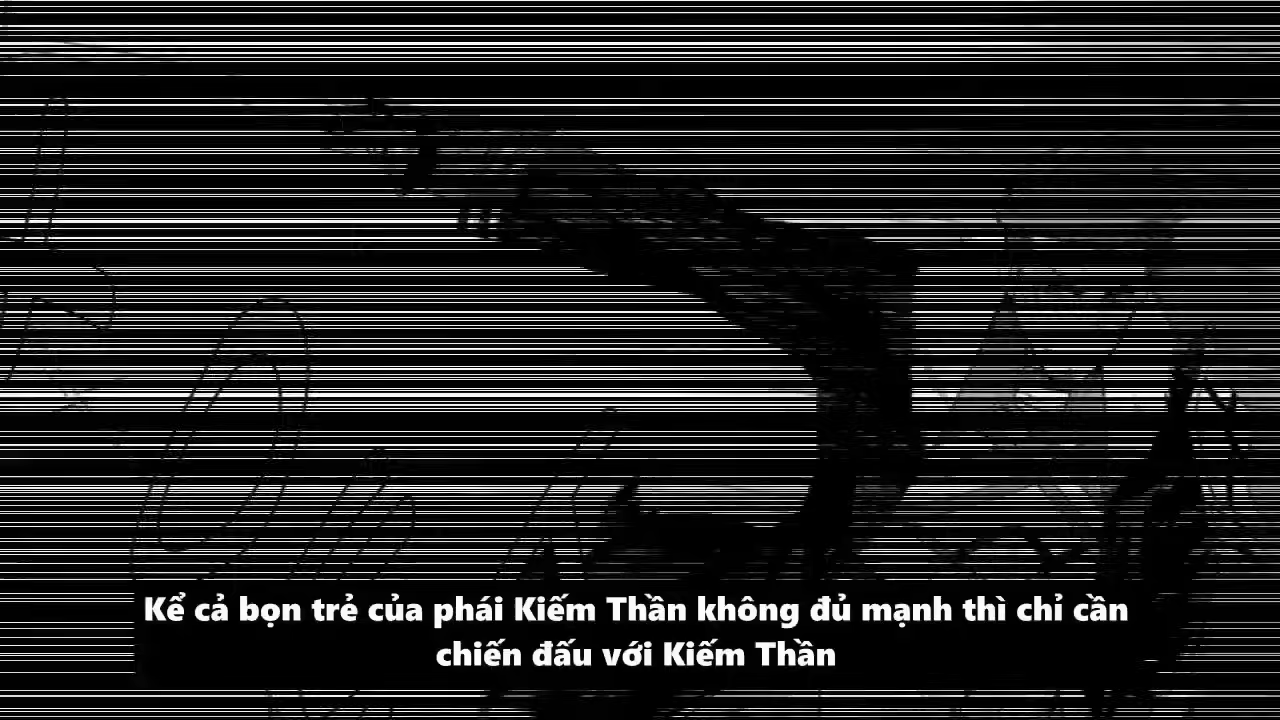 Kể cả bọn trẻ của phái Kiếm Thần không đủ mạnh thì chỉ cần
chiến đấu với Kiếm Thần